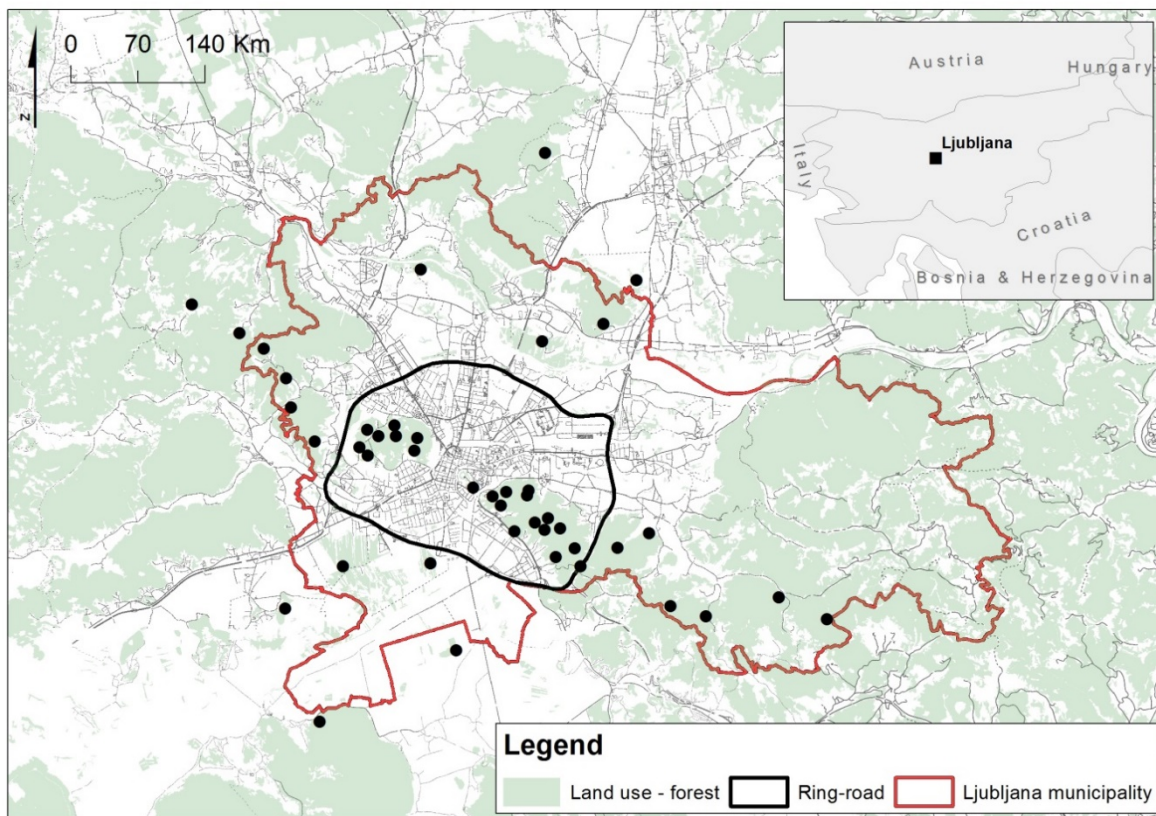 0 70 140 Km
z
Austria
Hungary
Ljubljana
Italy
Croatia
Bosnia & Herzegovina
Legend
Land use - forest
Ring-road
Ljubljana municipality